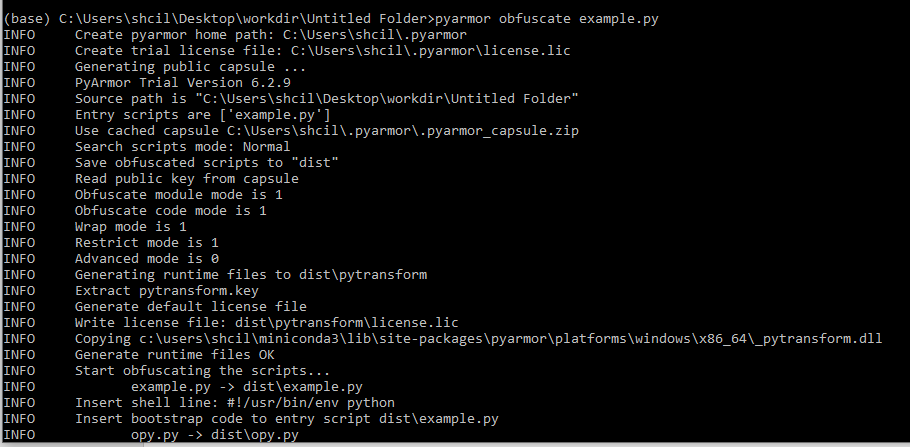 (base) C:\Users\shcil\Desktop\workdir\Untitled Folder>pyarmor obfuscate example.py
INFO     Create pyarmor home path: C:\Users\shcil\.pyarmor
INFO     Create trial license file: C:\Users\shcil\.pyarmor\license.lic
INFO     Generating public capsule ...
INFO     PyArmor Trial Version 6.2.9
INFO     Source path is "C:\Users\shcil\Desktop\workdir\Untitled Folder"
INFO     Entry scripts are ['example.py']
INFO     Use cached capsule C:\Users\shcil\.pyarmor\.pyarmor_capsule.zip
INFO     Search scripts mode: Normal
INFO     Save obfuscated scripts to "dist"
INFO     Read public key from capsule
INFO     Obfuscate module mode is 1
INFO     Obfuscate code mode is 1
INFO     Wrap mode is 1
INFO     Restrict mode is 1
INFO     Advanced mode is 0
INFO     Generating runtime files to dist\pytransform
INFO     Extract pytransform.key
INFO     Generate default license file
INFO     Write license file: dist\pytransform\license.lic
INFO     Copying c:\users\shcil\miniconda3\lib\site-packages\pyarmor\platforms\windows\x86_64\_pytransform.dll
INFO     Generate runtime files OK
INFO     Start obfuscating the scripts...
INFO             example.py -> dist\example.py
INFO     Insert shell line: #!/usr/bin/env python
INFO     Insert bootstrap code to entry script dist\example.py
INFO             opy.py -> dist\opy.py